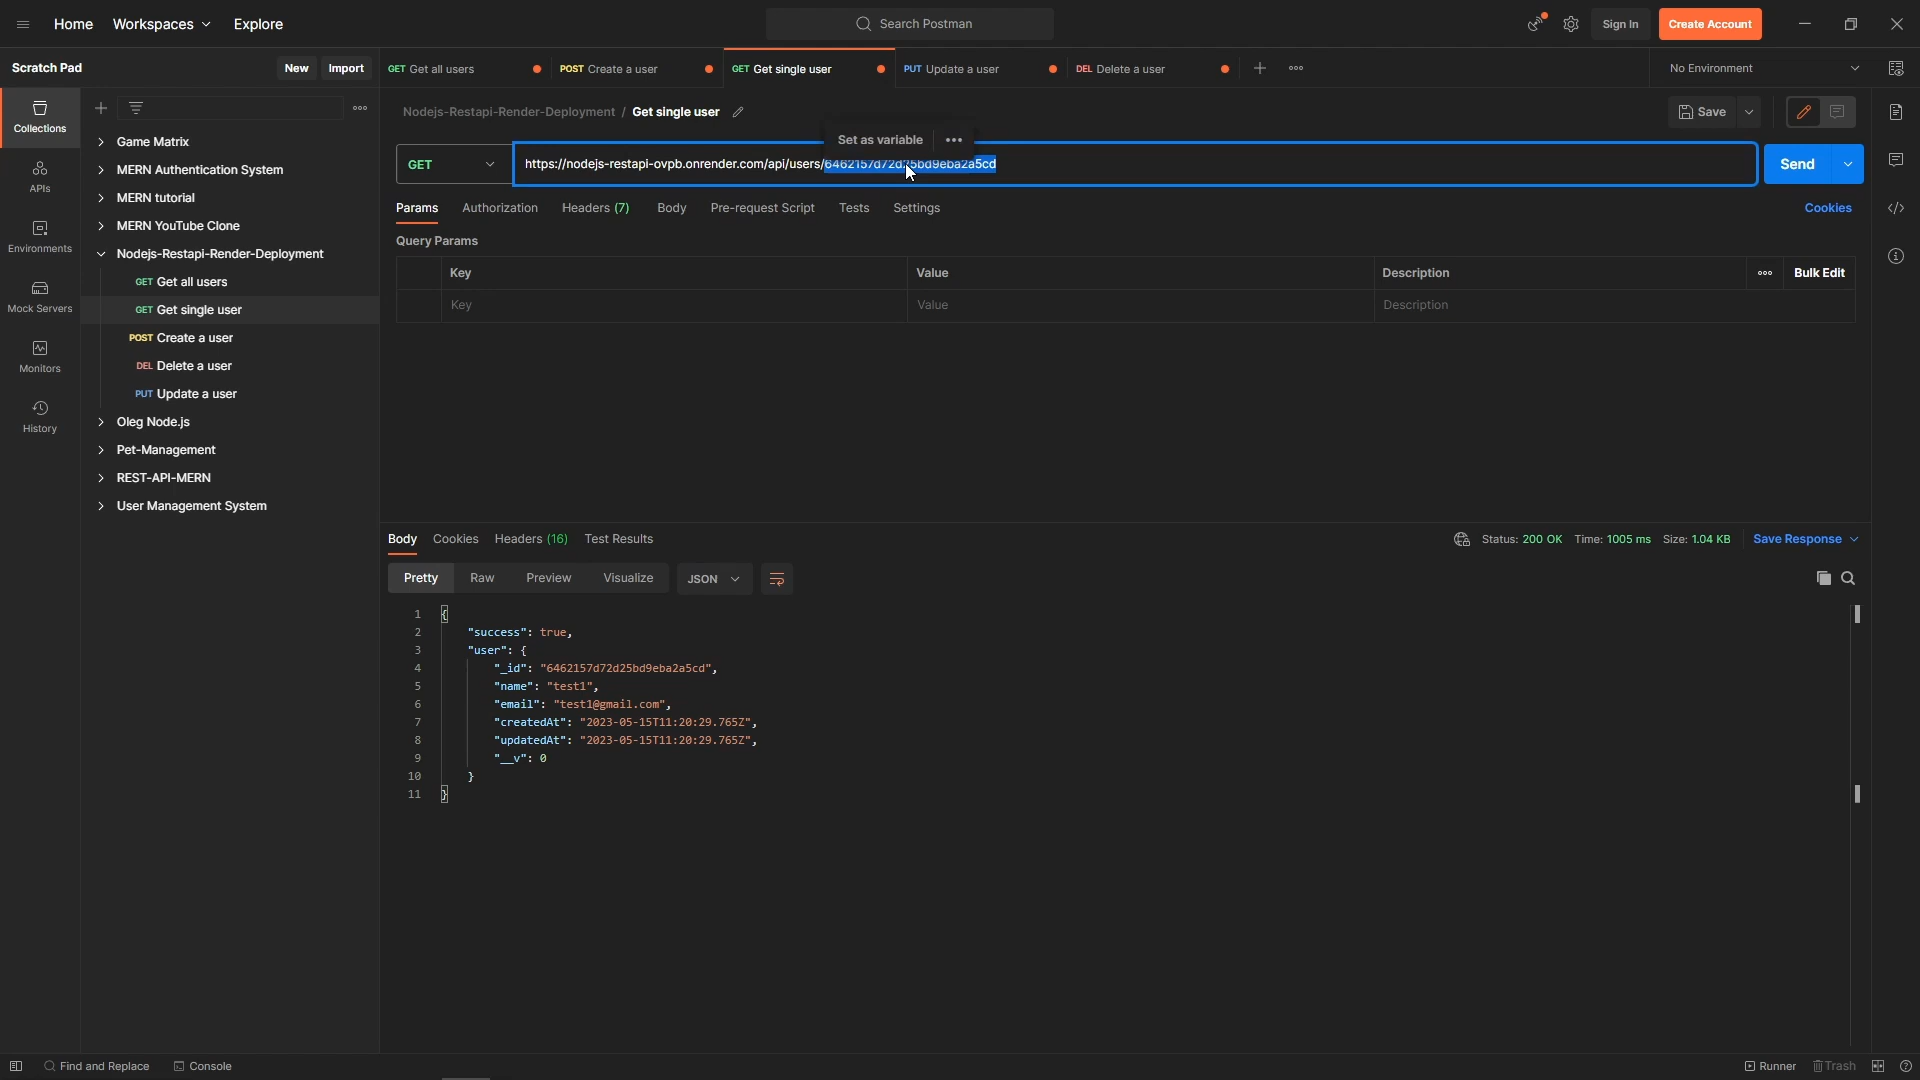 Home Workspaces Explore
Search Postman
Sign In
Create Account
Scratch Pad
New
Import
GET Get all users
POST Create a user
GET Get single user
PUT Update a user
DEL Delete a user
No Environment
Collections
APIs
Environments
Mock Servers
Monitors
History
Game Matrix
MERN Authentication System
MERN tutorial
MERN YouTube Clone
Nodejs-Restapi-Render-Deployment
GET Get all users
GET Get single user
POST Create a user
DEL Delete a user
PUT Update a user
Oleg Node.js
Pet-Management
REST-API-MERN
User Management System
Nodejs-Restapi-Render-Deployment / Get single user
Save
Set as variable
GET
https://nodejs-restapi-ovpb.onrender.com/api/users/6462157d72d25bd9eba2a5cd
Send
Params Authorization Headers (7) Body Pre-request Script Tests Settings
Cookies
Query Params
Key Value Description
Bulk Edit
Key Value Description
Body Cookies Headers (16) Test Results
Status: 200 OK Time: 1005 ms Size: 1.04 KB
Save Response
Pretty Raw Preview Visualize JSON
1 {
2 "success": true,
3 "user": {
4 "_id": "6462157d72d25bd9eba2a5cd",
5 "name": "test1",
6 "email": "test1@gmail.com",
7 "createdAt": "2023-05-15T11:20:29.765Z",
8 "updatedAt": "2023-05-15T11:20:29.765Z",
9 "__v": 0
10 }
11 }
Find and Replace
Console
Runner
Trash